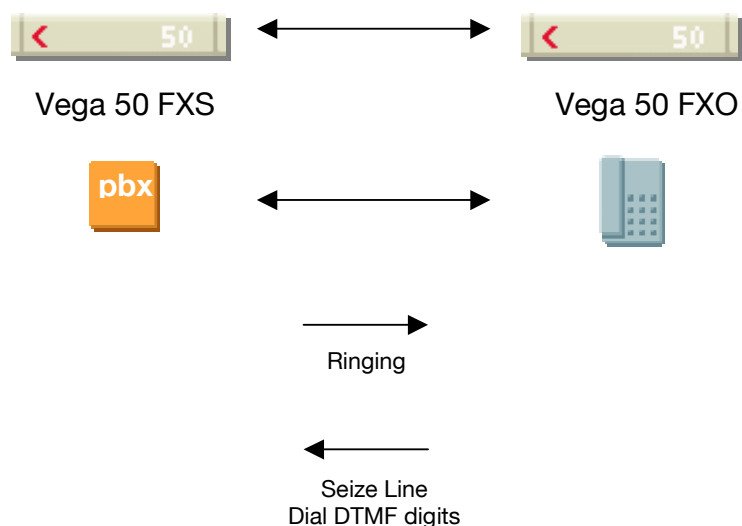 50 50
Vega 50 FXS Vega 50 FXO
pbx
Ringing
Seize Line
Dial DTMF digits